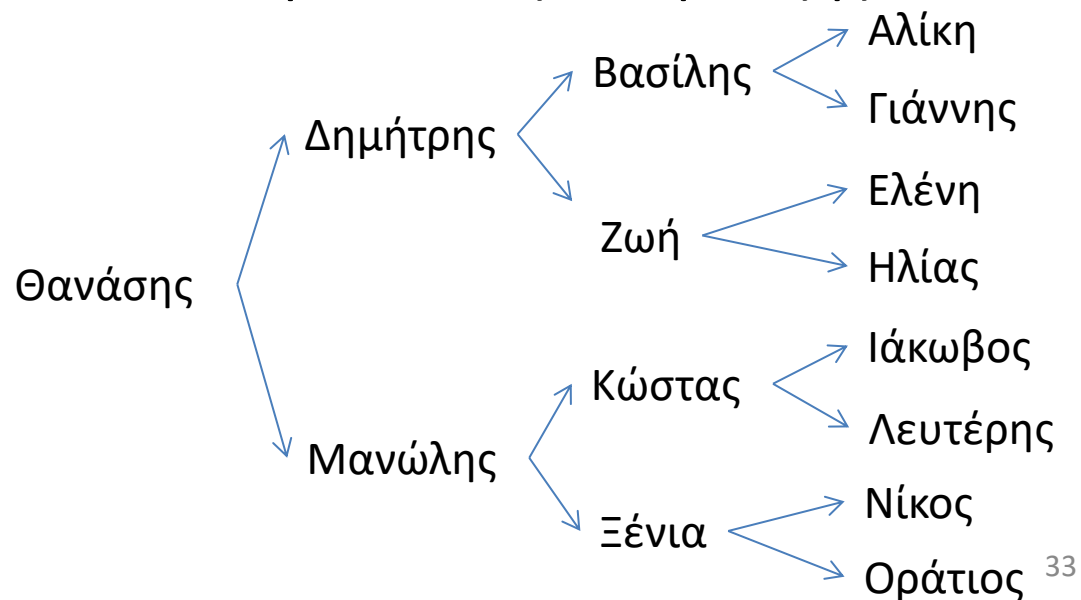 Αλίκη
Βασίλης
Γιάννης
Δημήτρης
Ελένη
Ζωή
Ηλίας
Θανάσης
Ιάκωβος
Κώστας
Λευτέρης
Μανώλης
Νίκος
Ξένια
Οράτιος
33